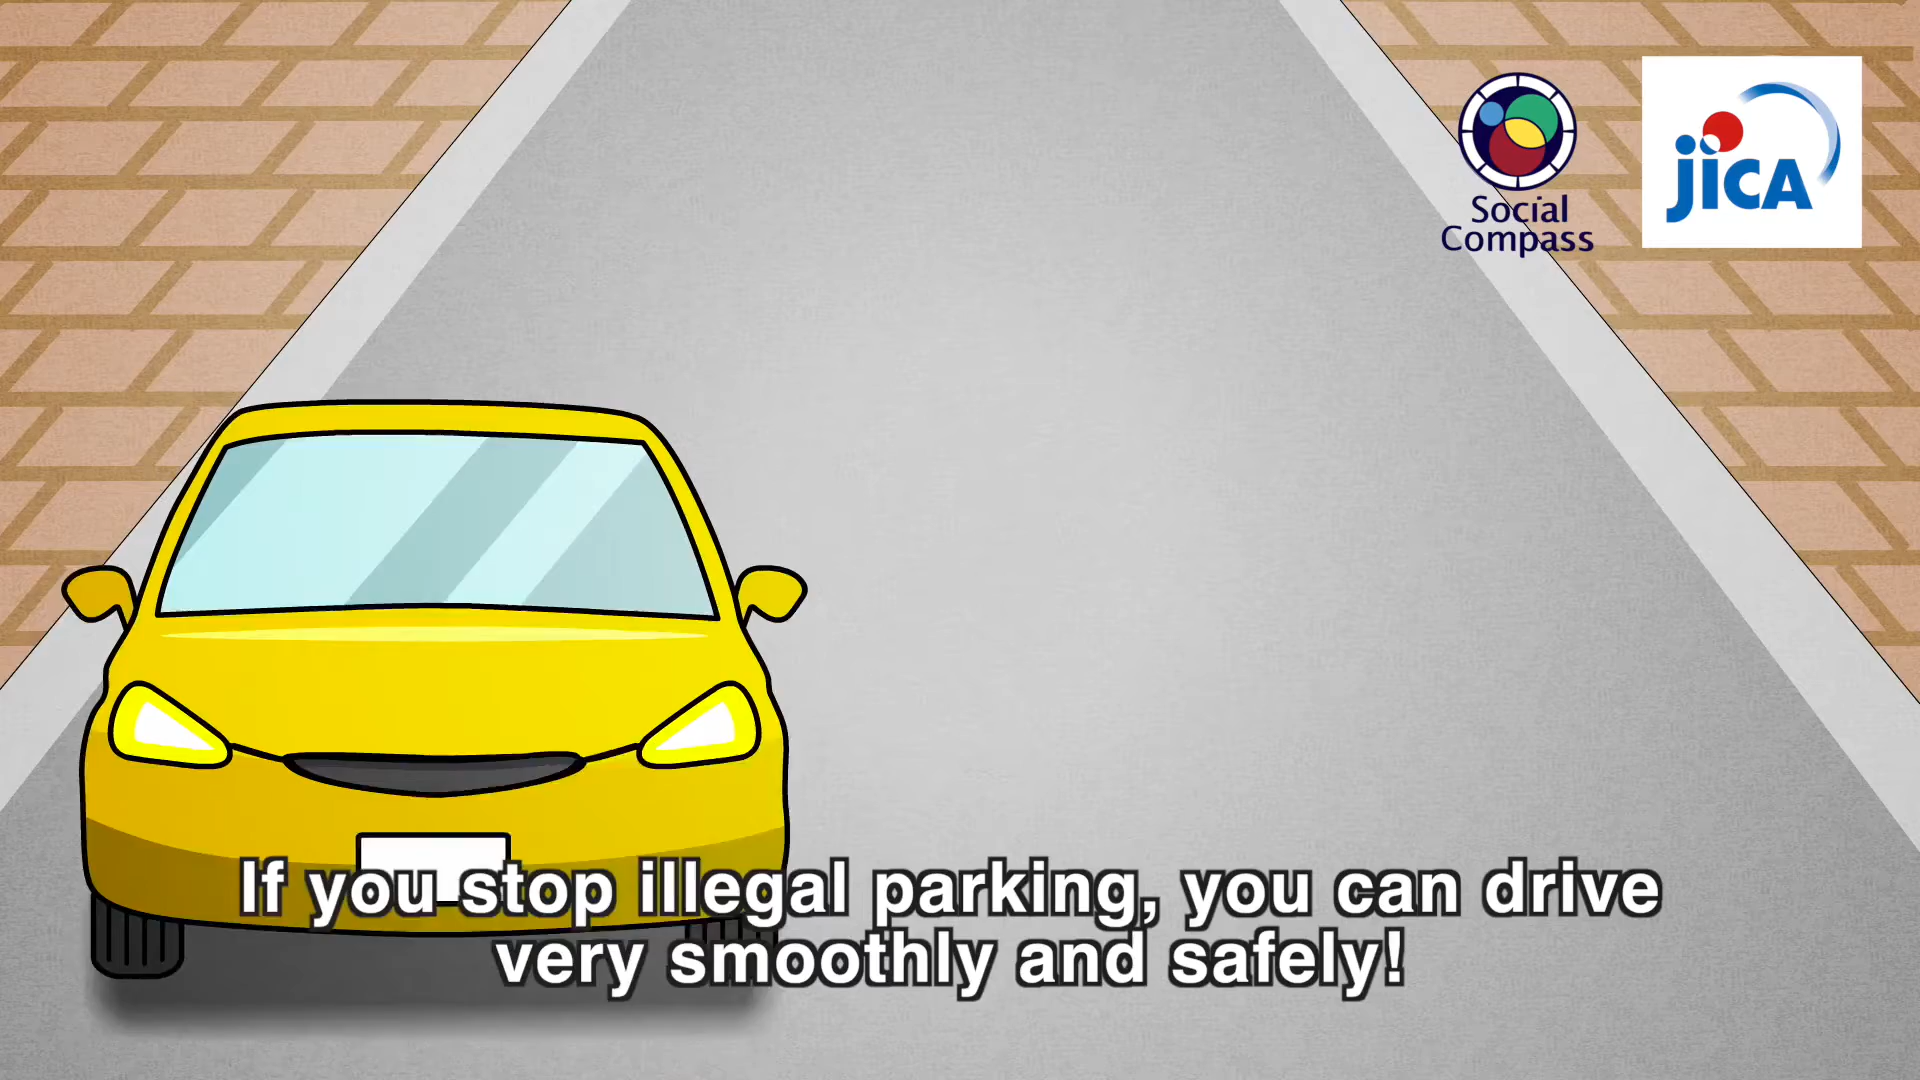 Social
Compass
JICA
If you stop illegal parking, you can drive
very smoothly and safely!